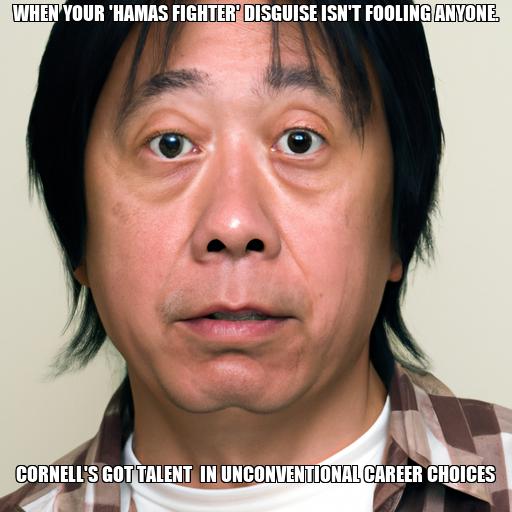 WHEN YOUR 'HAMAS FIGHTER' DISGUISE ISN'T FOOLING ANYONE.
CORNELL'S GOT TALENT IN UNCONVENTIONAL CAREER CHOICES